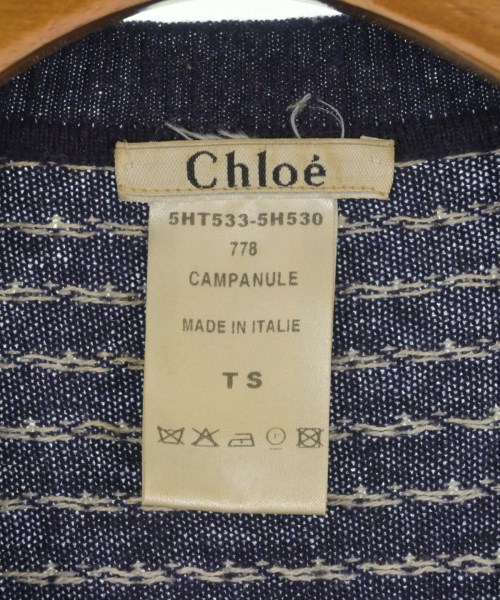 Chloé
5HT533-5H530
778
CAMPANULE
MADE IN ITALIE
TS